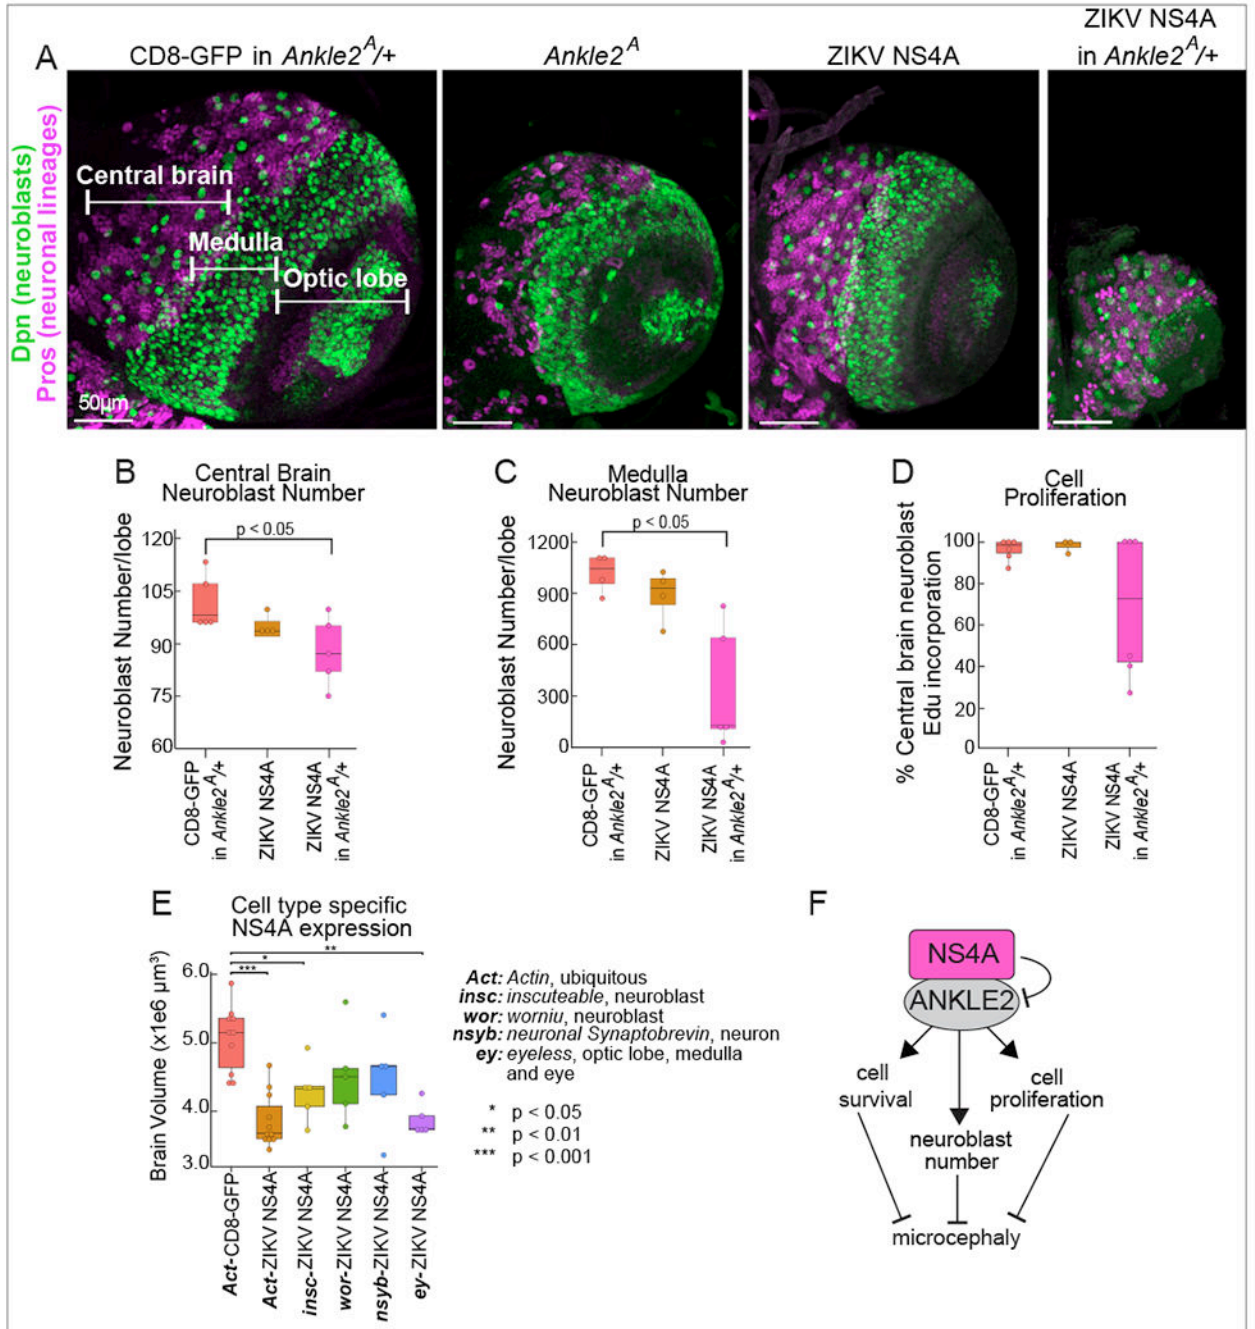 A
CD8-GFP in Ankle2ᴬ/+
Ankle2ᴬ
ZIKV NS4A
ZIKV NS4A
in Ankle2ᴬ/+
Dpn (neuroblasts)
Pros (neuronal lineages)
Central brain
Medulla
Optic lobe
50µm
B
Central Brain
Neuroblast Number
p < 0.05
Neuroblast Number/lobe
120
105
90
75
60
CD8-GFP
in Ankle2ᴬ/+
ZIKV NS4A
ZIKV NS4A
in Ankle2ᴬ/+
C
Medulla
Neuroblast Number
p < 0.05
Neuroblast Number/lobe
1200
900
600
300
0
CD8-GFP
in Ankle2ᴬ/+
ZIKV NS4A
ZIKV NS4A
in Ankle2ᴬ/+
D
Cell
Proliferation
% Central brain neuroblast
Edu incorporation
100
80
60
40
20
0
CD8-GFP
in Ankle2ᴬ/+
ZIKV NS4A
ZIKV NS4A
in Ankle2ᴬ/+
E
Cell type specific
NS4A expression
**
*
***
Brain Volume (x1e6 µm³)
6.0
5.0
4.0
3.0
Act-CD8-GFP
Act-ZIKV NS4A
insc-ZIKV NS4A
wor-ZIKV NS4A
nsyb-ZIKV NS4A
ey-ZIKV NS4A
Act: Actin, ubiquitous
insc: inscuteable, neuroblast
wor: worniu, neuroblast
nsyb: neuronal Synaptobrevin, neuron
ey: eyeless, optic lobe, medulla
and eye
* p < 0.05
** p < 0.01
*** p < 0.001
F
NS4A
ANKLE2
cell
survival
cell
proliferation
neuroblast
number
microcephaly